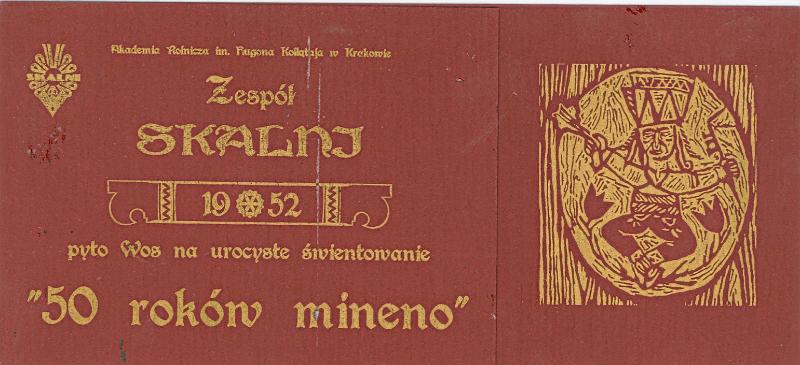 SKALNI
Akademia Rolnicza im. Hugona Kołłątaja w Krakowie
Zespół
SKALNI
19 52
pyto Wos na urocyste świentowanie
"50 roków mineno"